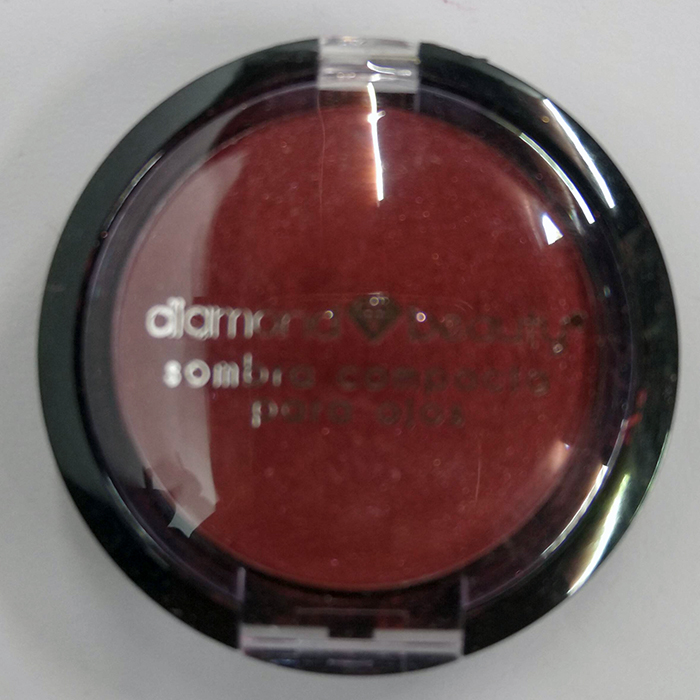 diamond beauty
sombra compacta
para ojos